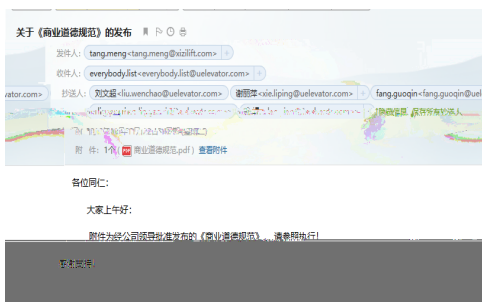 关于《商业道德规范》的发布
发件人: tang.meng<tang.meng@xizilift.com>
收件人: everybody.list<everybody.list@uelevator.com>
vator.com> 抄送人: 刘文超<liu.wenchao@uelevator.com> 谢丽萍<xie.liping@uelevator.com> fang.guoqin<fang.guoqin@uel
附 件: 1个( 商业道德规范.pdf ) 查看附件
各位同仁:
大家上午好:
附件为经公司领导批准发布的《商业道德规范》，请参照执行!